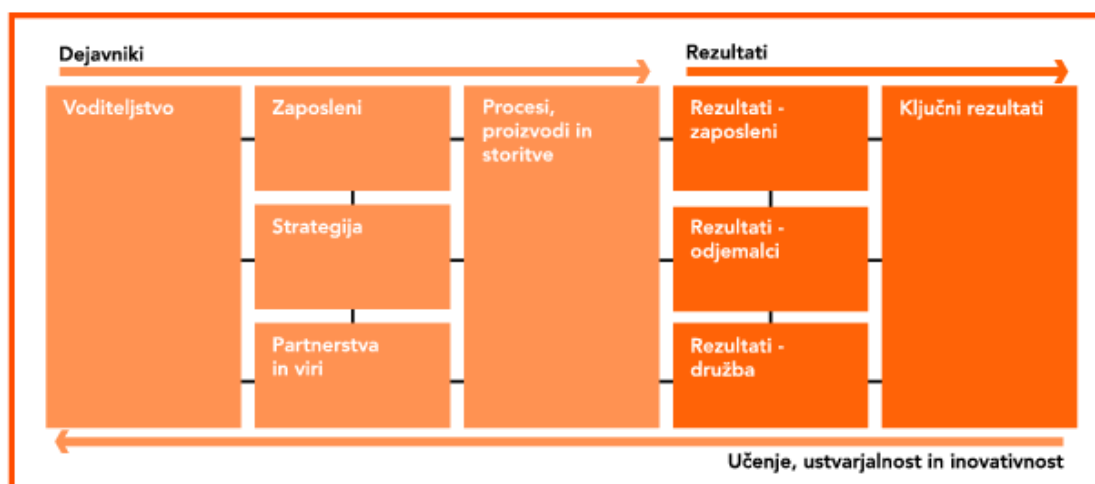 Dejavniki
Rezultati
Voditeljstvo
Zaposleni
Procesi,
proizvodi in
storitve
Rezultati -
zaposleni
Ključni rezultati
Strategija
Rezultati -
odjemalci
Partnerstva
in viri
Rezultati -
družba
Učenje, ustvarjalnost in inovativnost